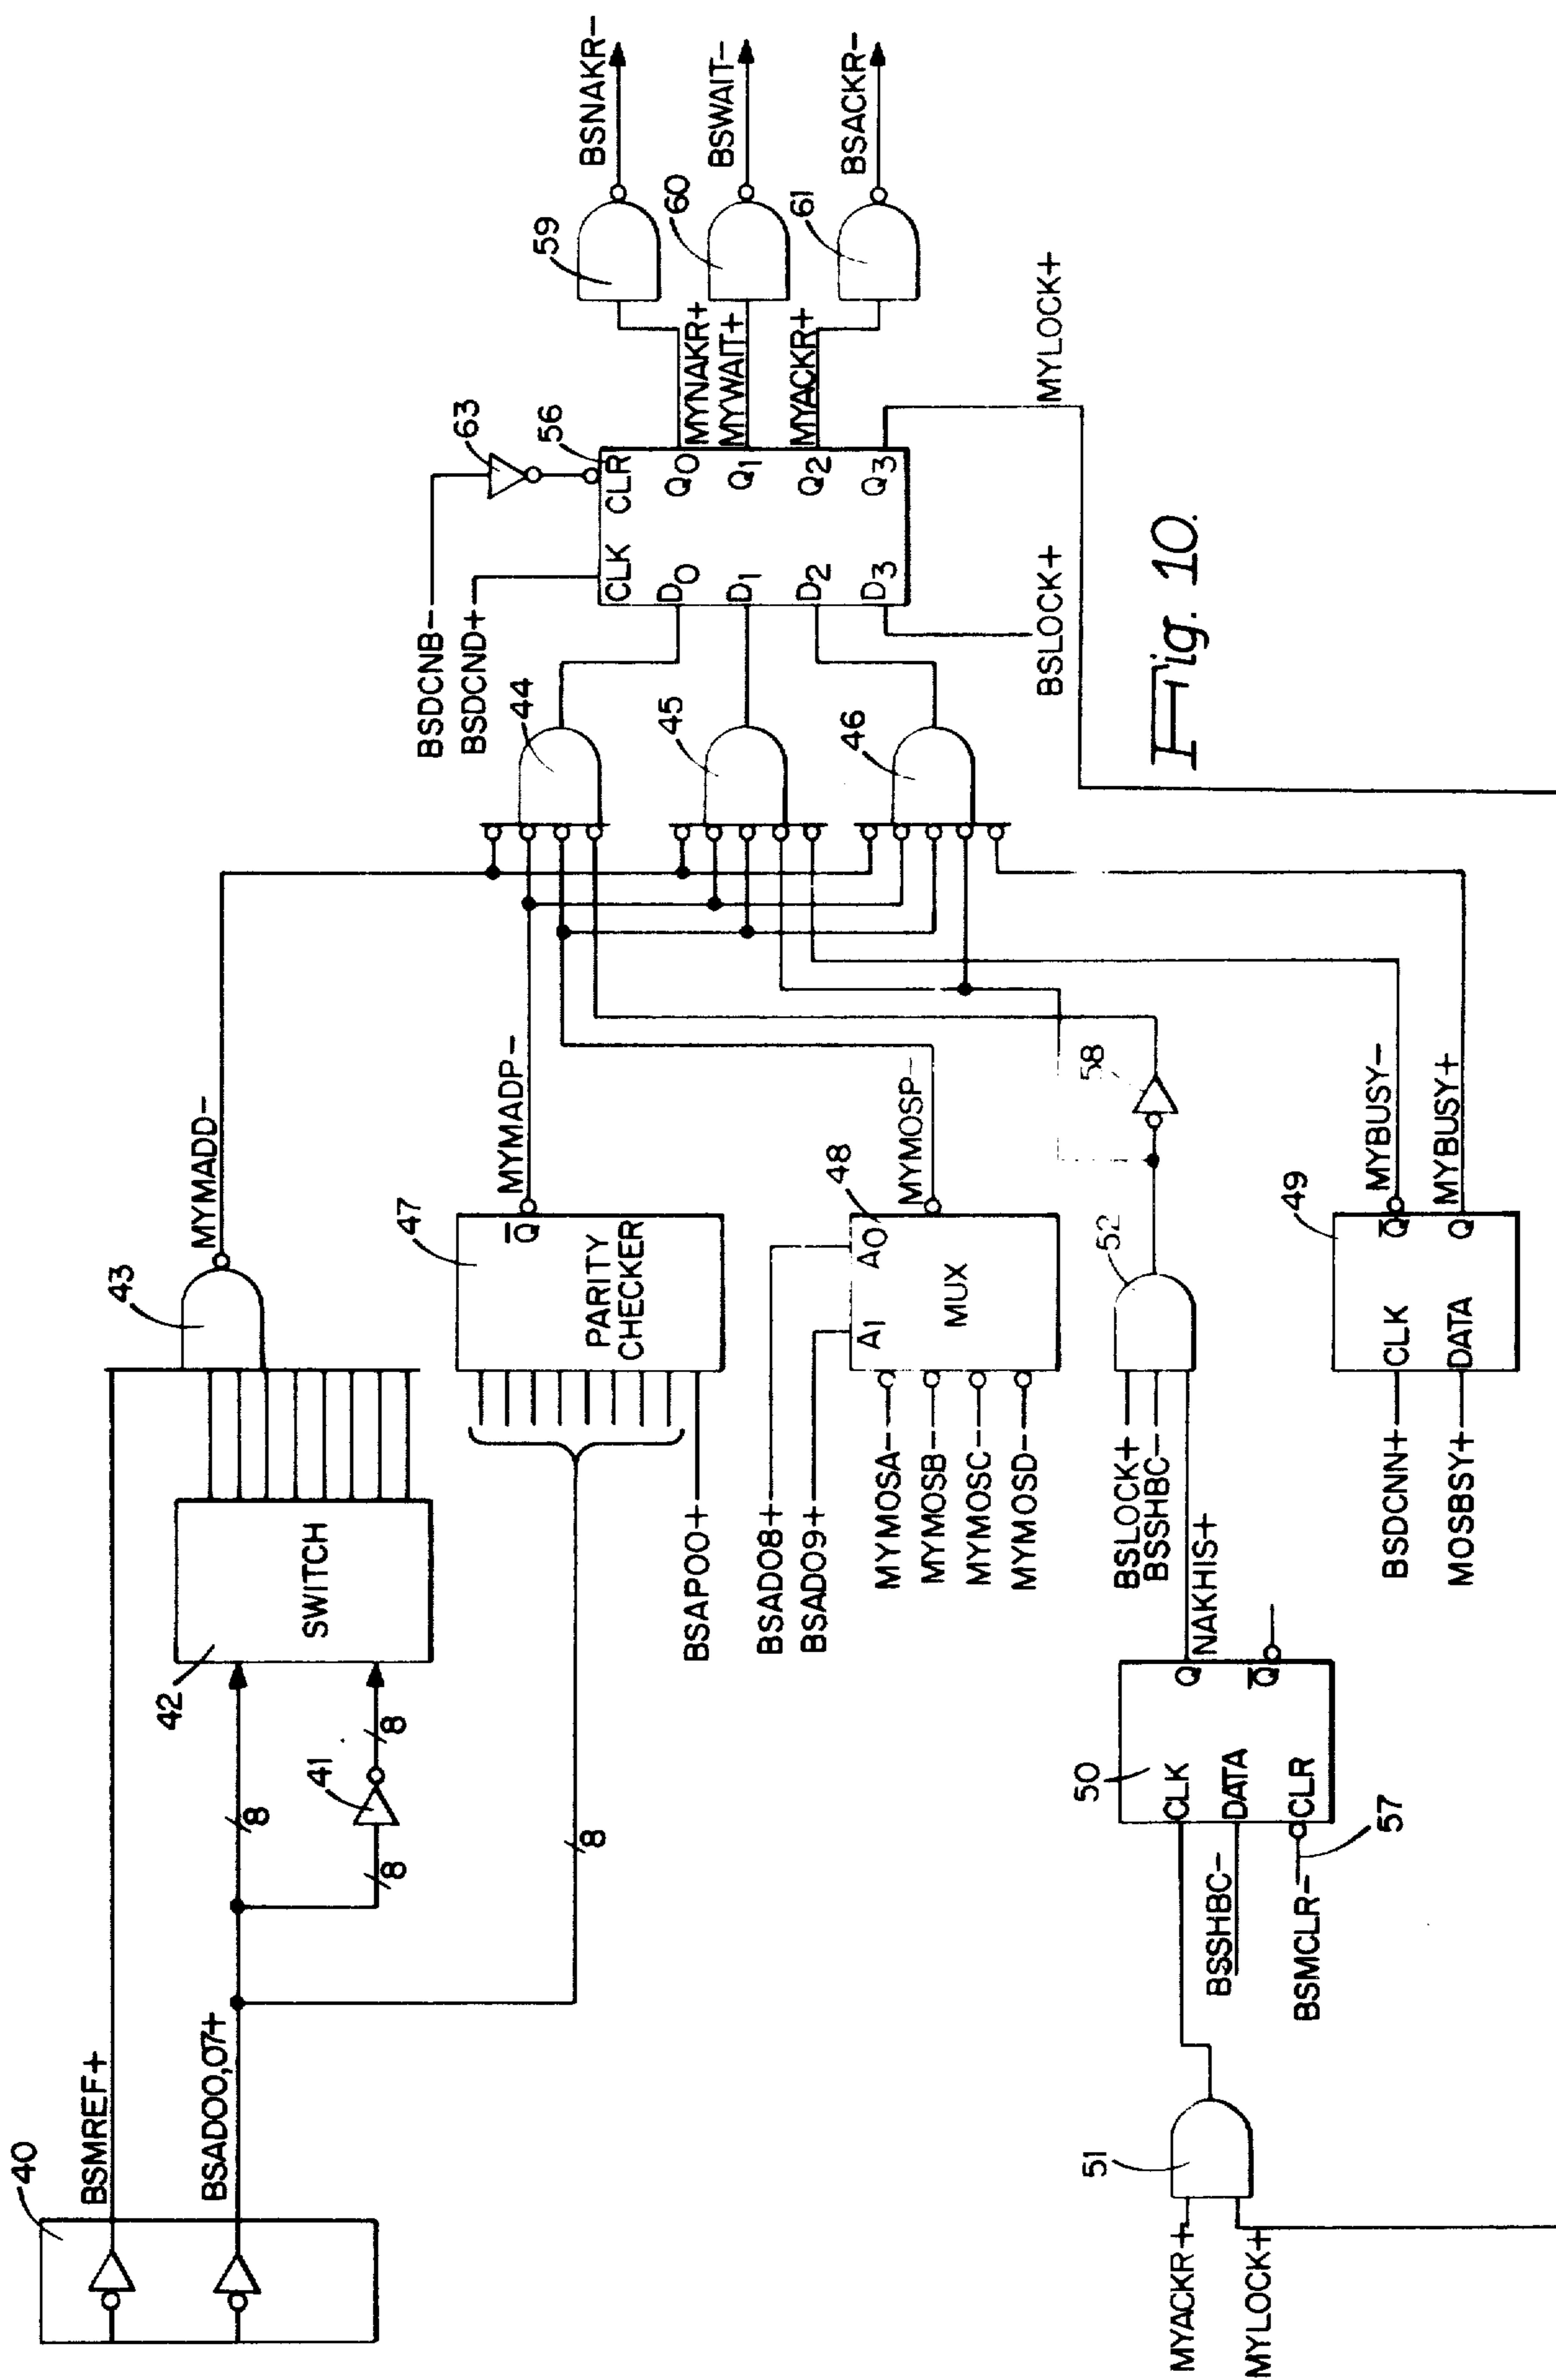 40
BSMREF+
BSAD00,07+
8
41
8
8
42
SWITCH
43
MYMADD-
8
BSAP00+
47
PARITY
CHECKER
Q
MYMADP-
BSAD08+
BSAD09+
MYMOSA-
MYMOSB-
MYMOSC-
MYMOSD-
A1
A0
48
MUX
MYMOSP-
MYACKR+
MYLOCK+
51
BSSHBC-
BSMCLR-
57
50
CLK
DATA
CLR
Q
Q
NAKHIS+
BSLOCK+
BSSHBC-
52
58
BSDCNN+
MOSBSY+
CLK
DATA
49
Q
Q
MYBUSY-
MYBUSY+
44
45
46
BSDCNB-
BSDCND+
63
56
CLK
CLR
D0
D1
D2
D3
Q0
Q1
Q2
Q3
BSLOCK+
MYNAKR+
MYWAIT+
MYACKR+
MYLOCK+
59
60
61
BSNAKR-
BSWAIT-
BSACKR-
Fig. 10.